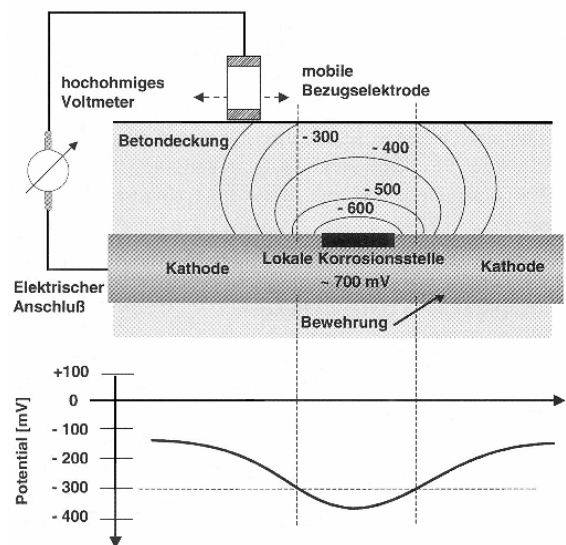 hochohmiges
Voltmeter
mobile
Bezugselektrode
Betondeckung
- 300
- 400
- 500
- 600
Kathode
Lokale Korrosionsstelle
Kathode
~ 700 mV
Elektrischer
Anschluß
Bewehrung
Potential [mV]
+100
0
- 100
- 200
- 300
- 400